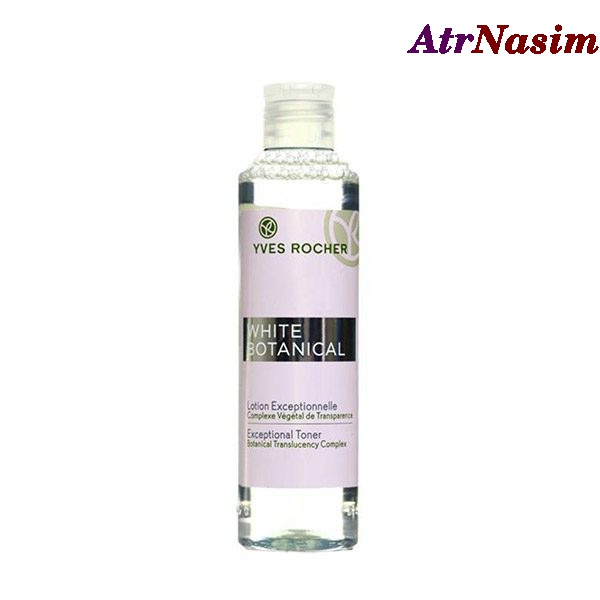 AtrNasim
YVES ROCHER
WHITE
BOTANICAL
Lotion Exceptionnelle
Complexe Végétal de Transparence
Exceptional Toner
Botanical Translucency Complex